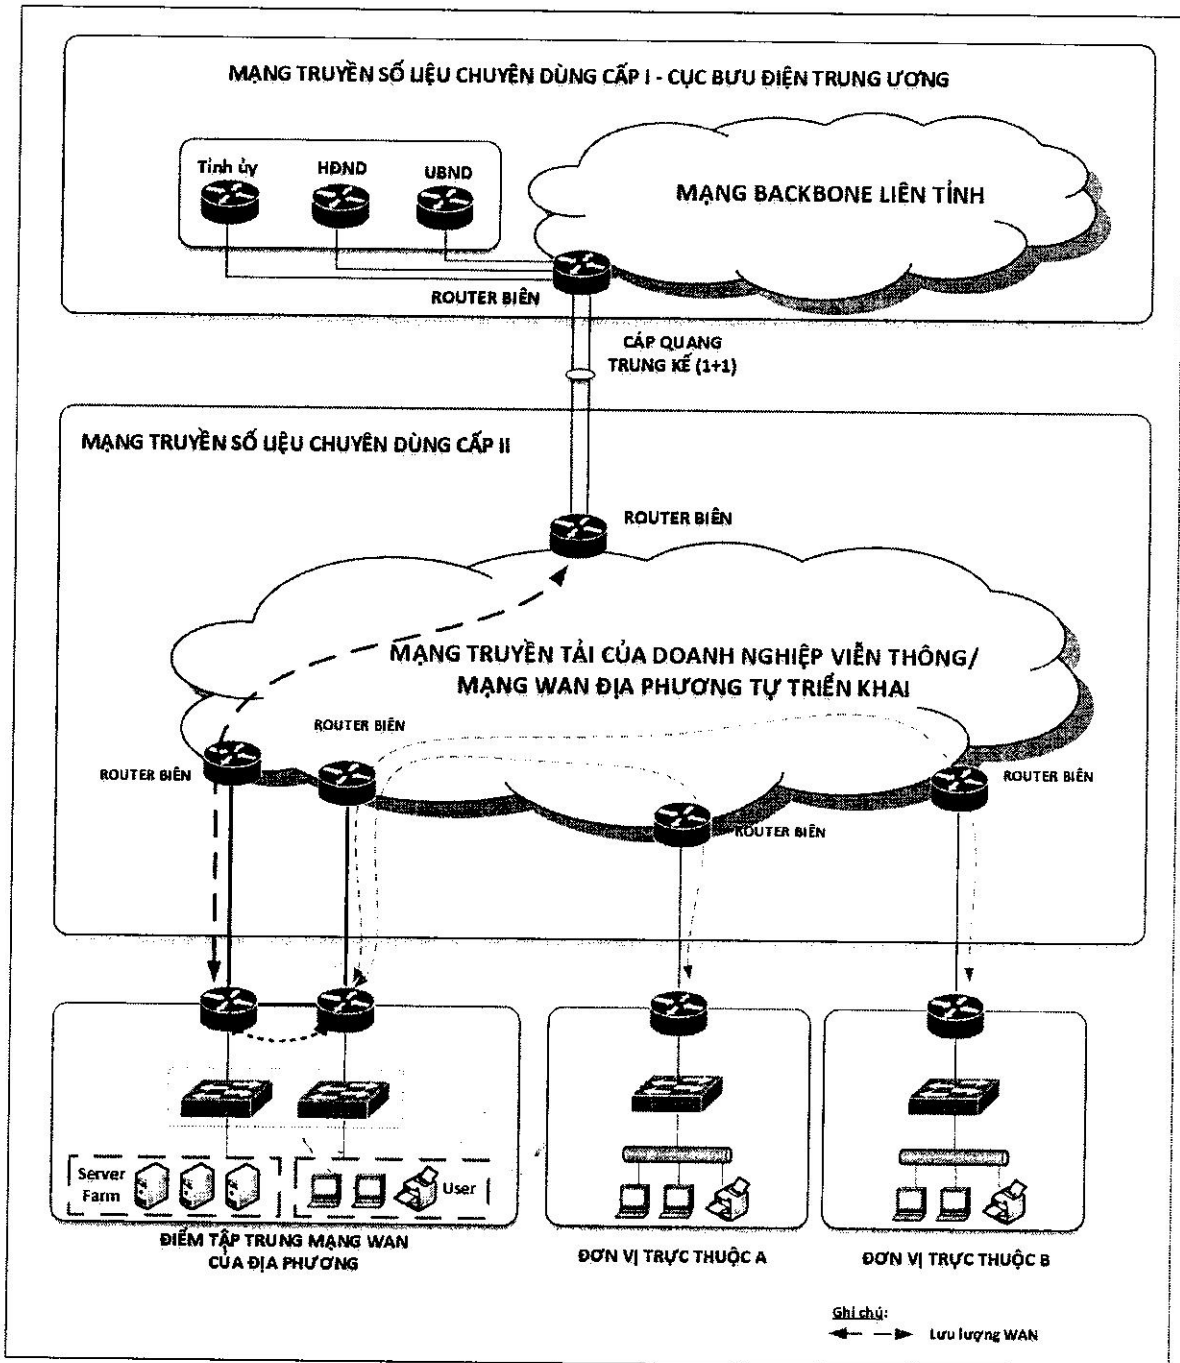 MẠNG TRUYỀN SỐ LIỆU CHUYÊN DÙNG CẤP I - CỤC BƯU ĐIỆN TRUNG ƯƠNG
Tỉnh ủy
HĐND
UBND
MẠNG BACKBONE LIÊN TỈNH
ROUTER BIÊN
CÁP QUANG
TRUNG KẾ (1+1)
MẠNG TRUYỀN SỐ LIỆU CHUYÊN DÙNG CẤP II
ROUTER BIÊN
MẠNG TRUYỀN TẢI CỦA DOANH NGHIỆP VIỄN THÔNG/
MẠNG WAN ĐỊA PHƯƠNG TỰ TRIỂN KHAI
ROUTER BIÊN
ROUTER BIÊN
ROUTER BIÊN
ROUTER BIÊN
Server
Farm
User
ĐIỂM TẬP TRUNG MẠNG WAN
CỦA ĐỊA PHƯƠNG
ĐƠN VỊ TRỰC THUỘC A
ĐƠN VỊ TRỰC THUỘC B
Ghi chú:
Lưu lượng WAN